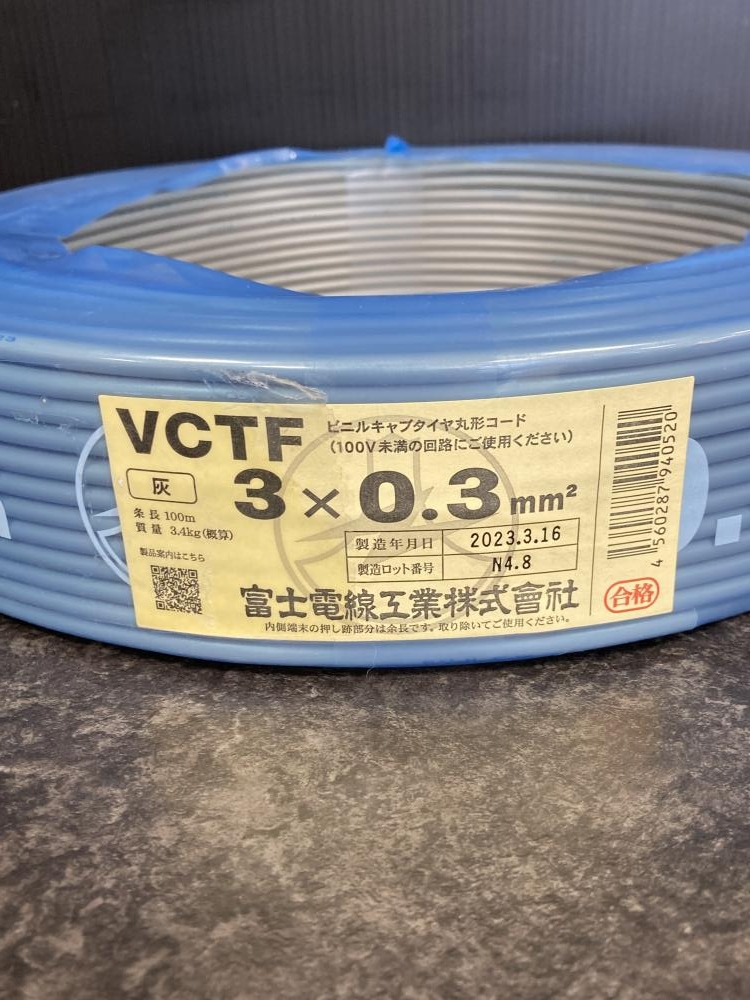 VCTF
ビニルキャブタイヤ丸形コード
(100V未満の回路にご使用ください)
灰
3×0.3mm²
条長 100m
質量 3.4kg(概算)
製品案内はこちら
製造年月日 2023.3.16
製造ロット番号 N4.8
富士電線工業株式會社
内側端末の押し跡部分は余長です。取り除いてご使用ください。
4 560287 940520
合格